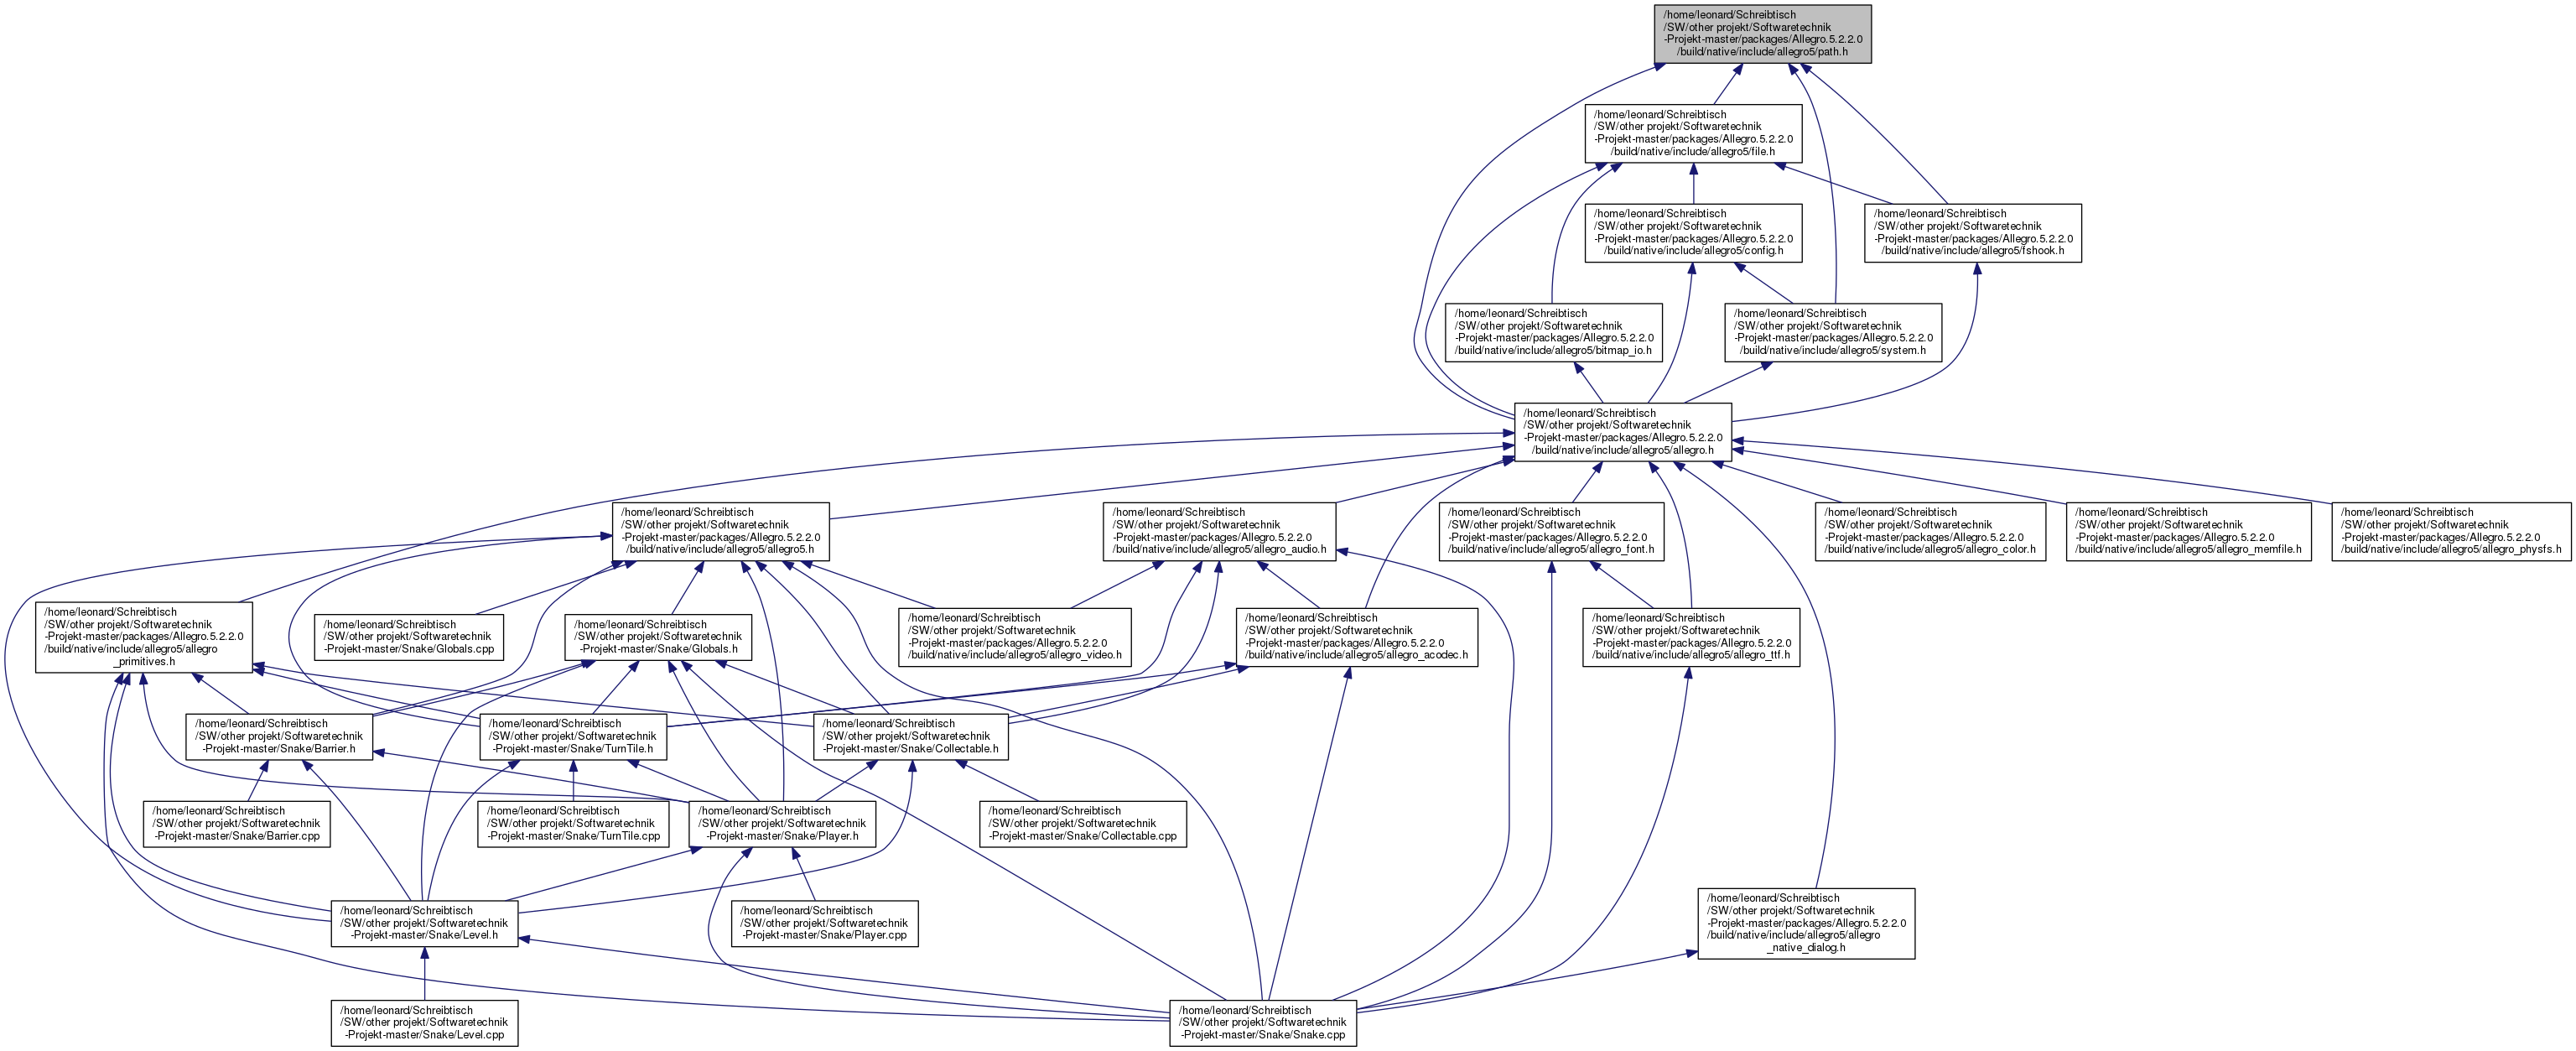 /home/leonard/Schreibtisch
/SW/other projekt/Softwaretechnik
-Projekt-master/packages/Allegro.5.2.2.0
/build/native/include/allegro5/path.h
/home/leonard/Schreibtisch
/SW/other projekt/Softwaretechnik
-Projekt-master/packages/Allegro.5.2.2.0
/build/native/include/allegro5/file.h
/home/leonard/Schreibtisch
/SW/other projekt/Softwaretechnik
-Projekt-master/packages/Allegro.5.2.2.0
/build/native/include/allegro5/config.h
/home/leonard/Schreibtisch
/SW/other projekt/Softwaretechnik
-Projekt-master/packages/Allegro.5.2.2.0
/build/native/include/allegro5/fshook.h
/home/leonard/Schreibtisch
/SW/other projekt/Softwaretechnik
-Projekt-master/packages/Allegro.5.2.2.0
/build/native/include/allegro5/bitmap_io.h
/home/leonard/Schreibtisch
/SW/other projekt/Softwaretechnik
-Projekt-master/packages/Allegro.5.2.2.0
/build/native/include/allegro5/system.h
/home/leonard/Schreibtisch
/SW/other projekt/Softwaretechnik
-Projekt-master/packages/Allegro.5.2.2.0
/build/native/include/allegro5/allegro.h
/home/leonard/Schreibtisch
/SW/other projekt/Softwaretechnik
-Projekt-master/packages/Allegro.5.2.2.0
/build/native/include/allegro5/allegro5.h
/home/leonard/Schreibtisch
/SW/other projekt/Softwaretechnik
-Projekt-master/packages/Allegro.5.2.2.0
/build/native/include/allegro5/allegro_audio.h
/home/leonard/Schreibtisch
/SW/other projekt/Softwaretechnik
-Projekt-master/packages/Allegro.5.2.2.0
/build/native/include/allegro5/allegro_font.h
/home/leonard/Schreibtisch
/SW/other projekt/Softwaretechnik
-Projekt-master/packages/Allegro.5.2.2.0
/build/native/include/allegro5/allegro_color.h
/home/leonard/Schreibtisch
/SW/other projekt/Softwaretechnik
-Projekt-master/packages/Allegro.5.2.2.0
/build/native/include/allegro5/allegro_memfile.h
/home/leonard/Schreibtisch
/SW/other projekt/Softwaretechnik
-Projekt-master/packages/Allegro.5.2.2.0
/build/native/include/allegro5/allegro_physfs.h
/home/leonard/Schreibtisch
/SW/other projekt/Softwaretechnik
-Projekt-master/packages/Allegro.5.2.2.0
/build/native/include/allegro5/allegro
_primitives.h
/home/leonard/Schreibtisch
/SW/other projekt/Softwaretechnik
-Projekt-master/Snake/Globals.cpp
/home/leonard/Schreibtisch
/SW/other projekt/Softwaretechnik
-Projekt-master/Snake/Globals.h
/home/leonard/Schreibtisch
/SW/other projekt/Softwaretechnik
-Projekt-master/packages/Allegro.5.2.2.0
/build/native/include/allegro5/allegro_video.h
/home/leonard/Schreibtisch
/SW/other projekt/Softwaretechnik
-Projekt-master/packages/Allegro.5.2.2.0
/build/native/include/allegro5/allegro_acodec.h
/home/leonard/Schreibtisch
/SW/other projekt/Softwaretechnik
-Projekt-master/packages/Allegro.5.2.2.0
/build/native/include/allegro5/allegro_ttf.h
/home/leonard/Schreibtisch
/SW/other projekt/Softwaretechnik
-Projekt-master/Snake/Barrier.h
/home/leonard/Schreibtisch
/SW/other projekt/Softwaretechnik
-Projekt-master/Snake/TurnTile.h
/home/leonard/Schreibtisch
/SW/other projekt/Softwaretechnik
-Projekt-master/Snake/Collectable.h
/home/leonard/Schreibtisch
/SW/other projekt/Softwaretechnik
-Projekt-master/Snake/Barrier.cpp
/home/leonard/Schreibtisch
/SW/other projekt/Softwaretechnik
-Projekt-master/Snake/TurnTile.cpp
/home/leonard/Schreibtisch
/SW/other projekt/Softwaretechnik
-Projekt-master/Snake/Player.h
/home/leonard/Schreibtisch
/SW/other projekt/Softwaretechnik
-Projekt-master/Snake/Collectable.cpp
/home/leonard/Schreibtisch
/SW/other projekt/Softwaretechnik
-Projekt-master/Snake/Level.h
/home/leonard/Schreibtisch
/SW/other projekt/Softwaretechnik
-Projekt-master/Snake/Player.cpp
/home/leonard/Schreibtisch
/SW/other projekt/Softwaretechnik
-Projekt-master/packages/Allegro.5.2.2.0
/build/native/include/allegro5/allegro
_native_dialog.h
/home/leonard/Schreibtisch
/SW/other projekt/Softwaretechnik
-Projekt-master/Snake/Level.cpp
/home/leonard/Schreibtisch
/SW/other projekt/Softwaretechnik
-Projekt-master/Snake/Snake.cpp